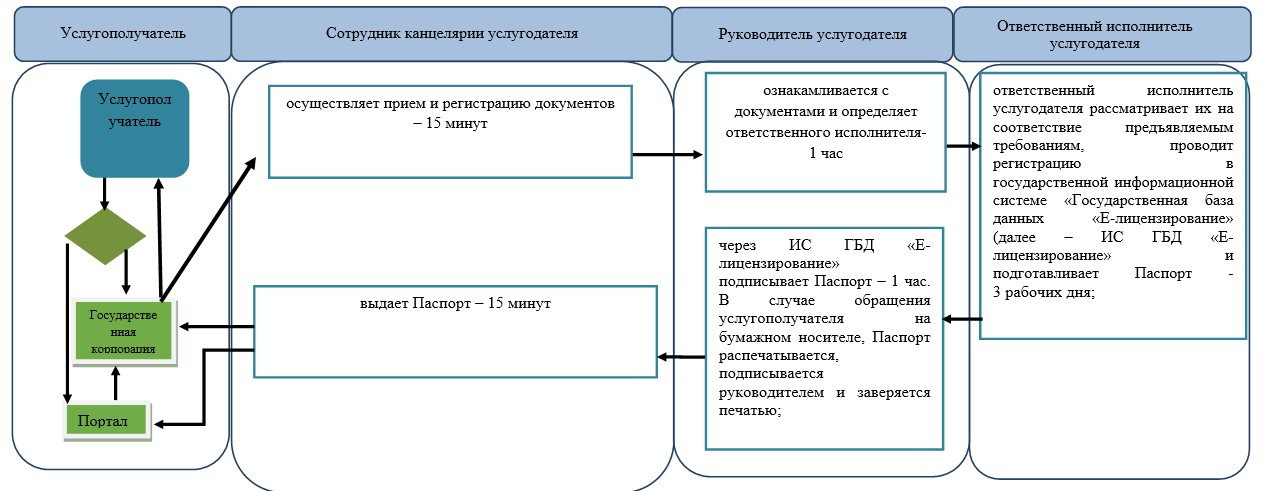 Услугополучатель
Сотрудник канцелярии услугодателя
Руководитель услугодателя
Ответственный исполнитель
услугодателя
Услугопол
учатель
Государстве
нная
корпорация
Портал
осуществляет прием и регистрацию документов
– 15 минут
выдает Паспорт – 15 минут
ознакамливается с
документами и определяет
ответственного исполнителя-
1 час
через ИС ГБД «Е-
лицензирование»
подписывает Паспорт – 1 час.
В случае обращения
услугополучателя на
бумажном носителе, Паспорт
распечатывается,
подписывается
руководителем и заверяется
печатью;
ответственный исполнитель
услугодателя рассматривает их на
соответствие предъявляемым
требованиям, проводит
регистрацию в
государственной информационной
системе «Государственная база
данных «Е-лицензирование»
(далее – ИС ГБД «Е-
лицензирование» и
подготавливает Паспорт -
3 рабочих дня;